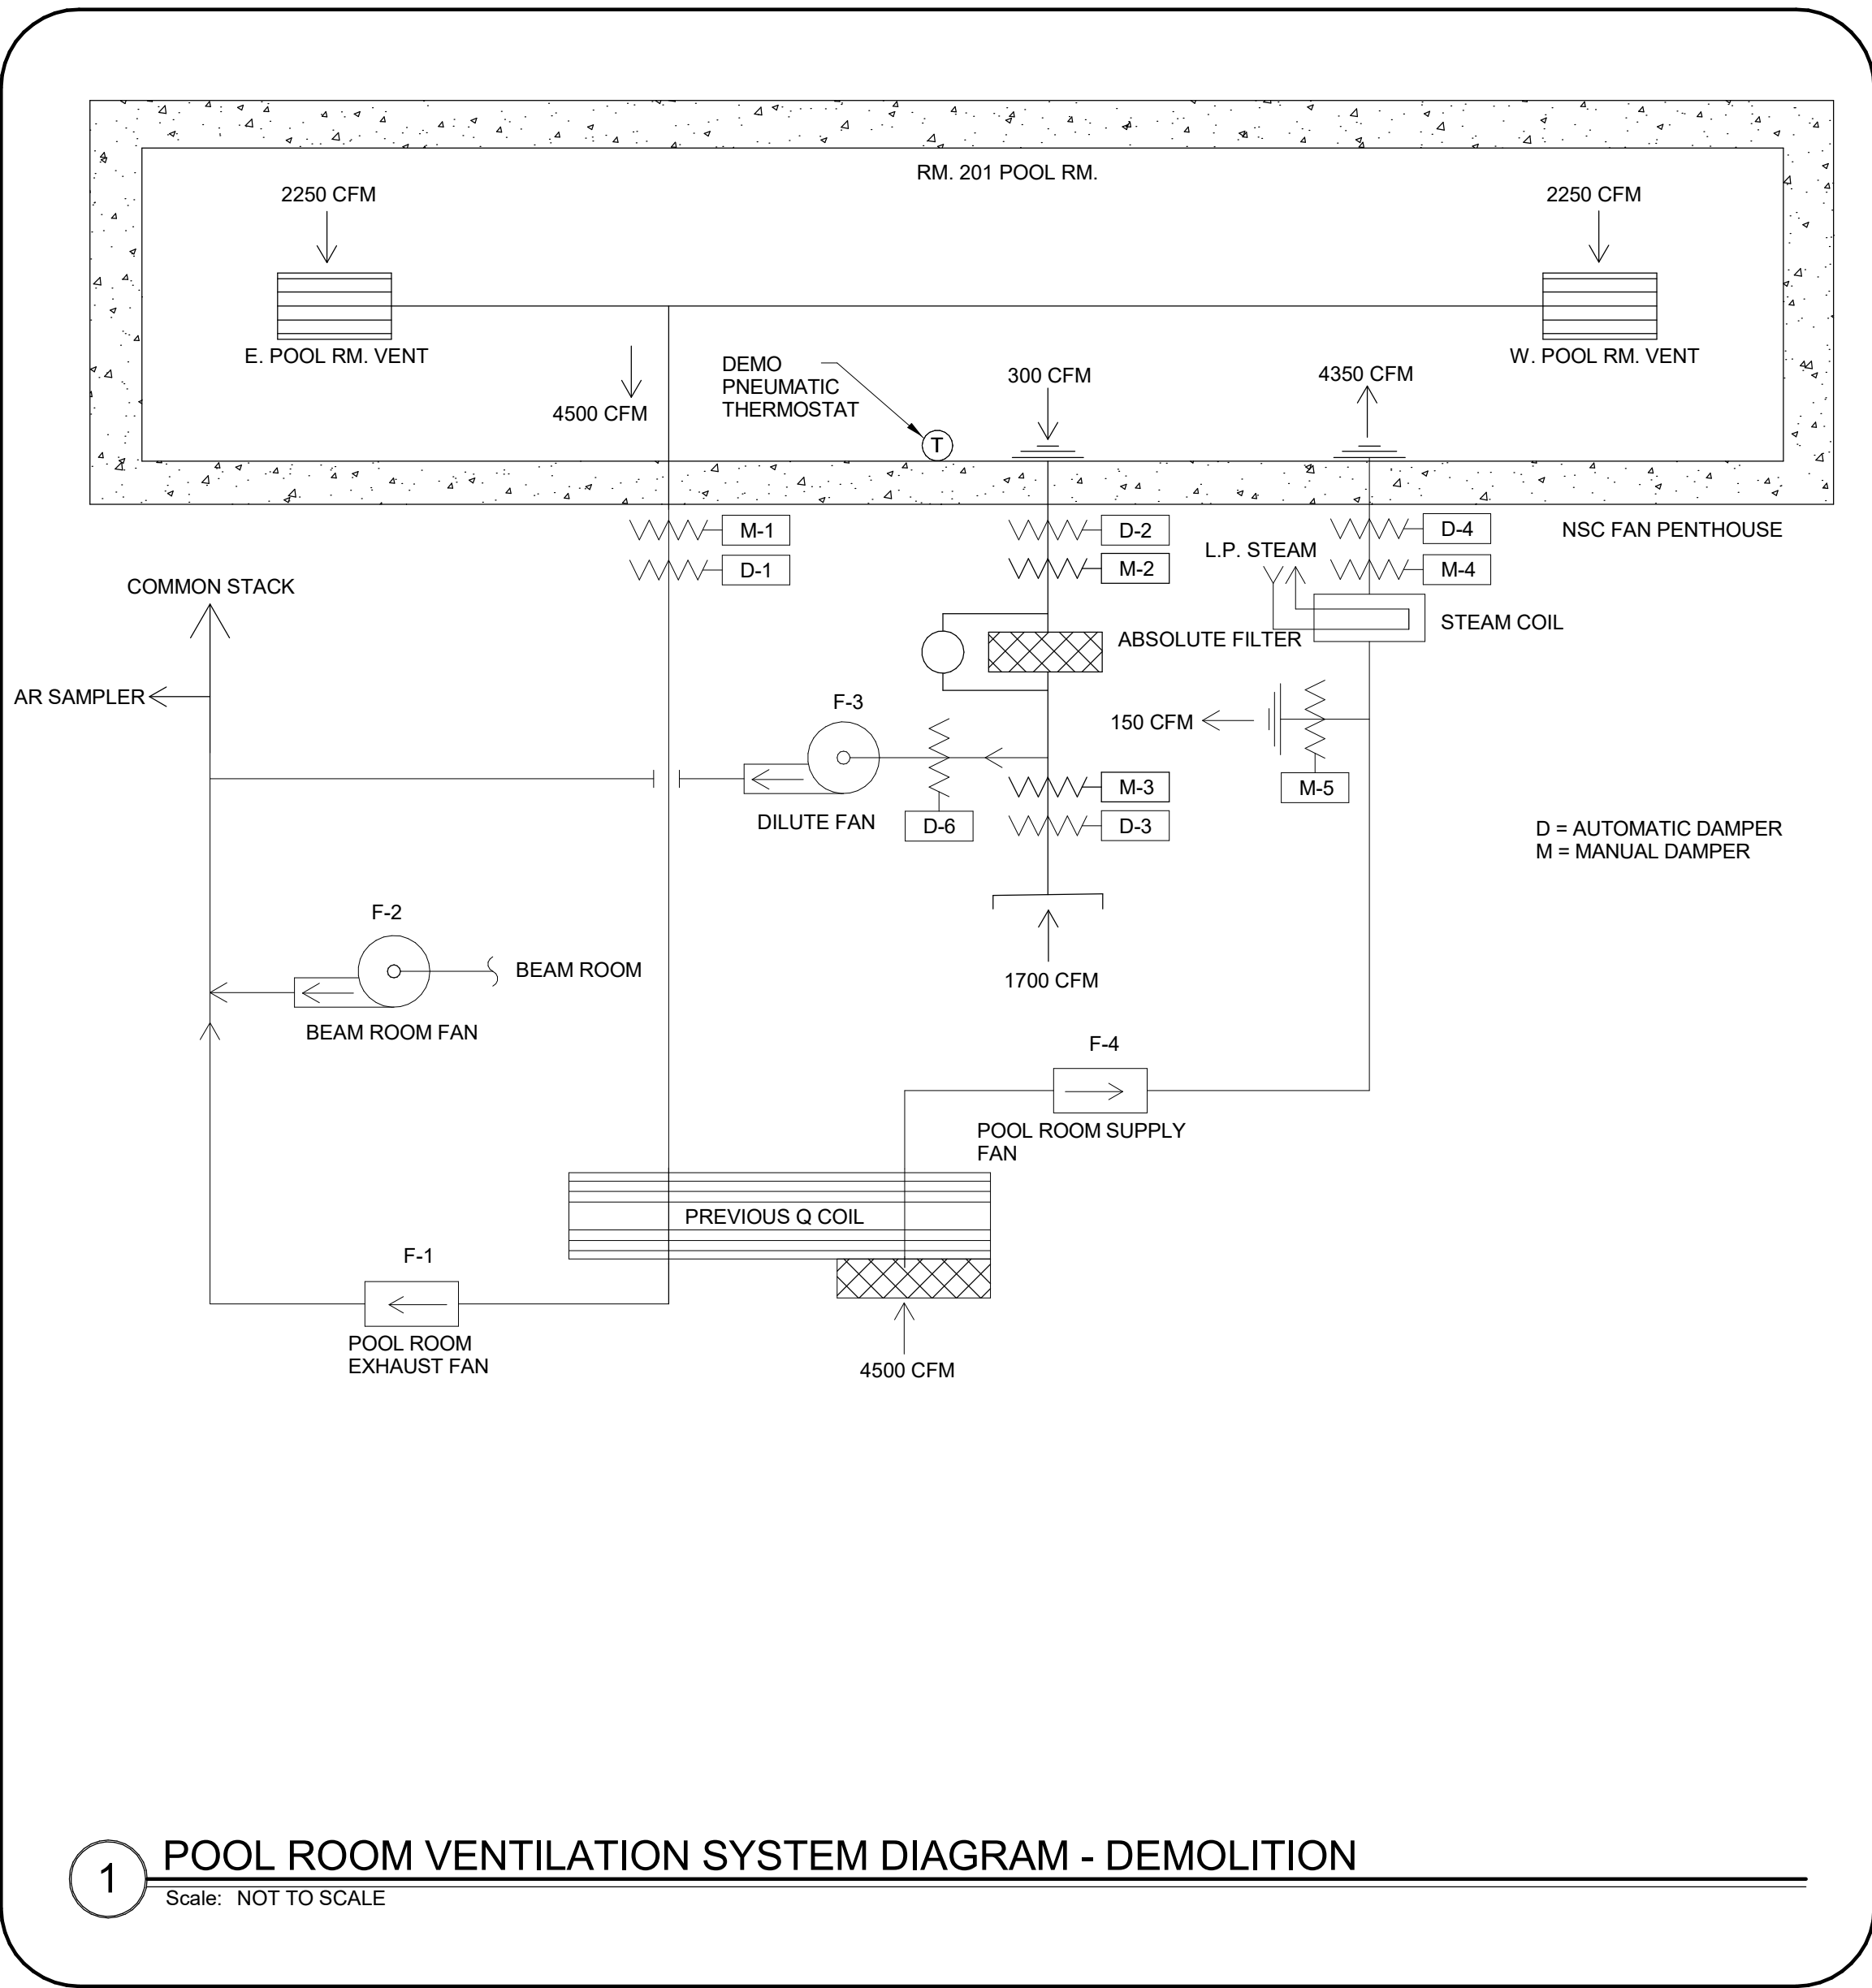 RM. 201 POOL RM.
2250 CFM
2250 CFM
E. POOL RM. VENT
W. POOL RM. VENT
4500 CFM
DEMO
PNEUMATIC
THERMOSTAT
T
300 CFM
4350 CFM
M-1
D-1
D-2
M-2
D-4
M-4
NSC FAN PENTHOUSE
L.P. STEAM
STEAM COIL
COMMON STACK
ABSOLUTE FILTER
AR SAMPLER
F-3
DILUTE FAN
D-6
M-3
D-3
150 CFM
M-5
D = AUTOMATIC DAMPER
M = MANUAL DAMPER
F-2
BEAM ROOM
BEAM ROOM FAN
1700 CFM
F-4
POOL ROOM SUPPLY
FAN
PREVIOUS Q COIL
F-1
POOL ROOM
EXHAUST FAN
4500 CFM
1
POOL ROOM VENTILATION SYSTEM DIAGRAM - DEMOLITION
Scale: NOT TO SCALE